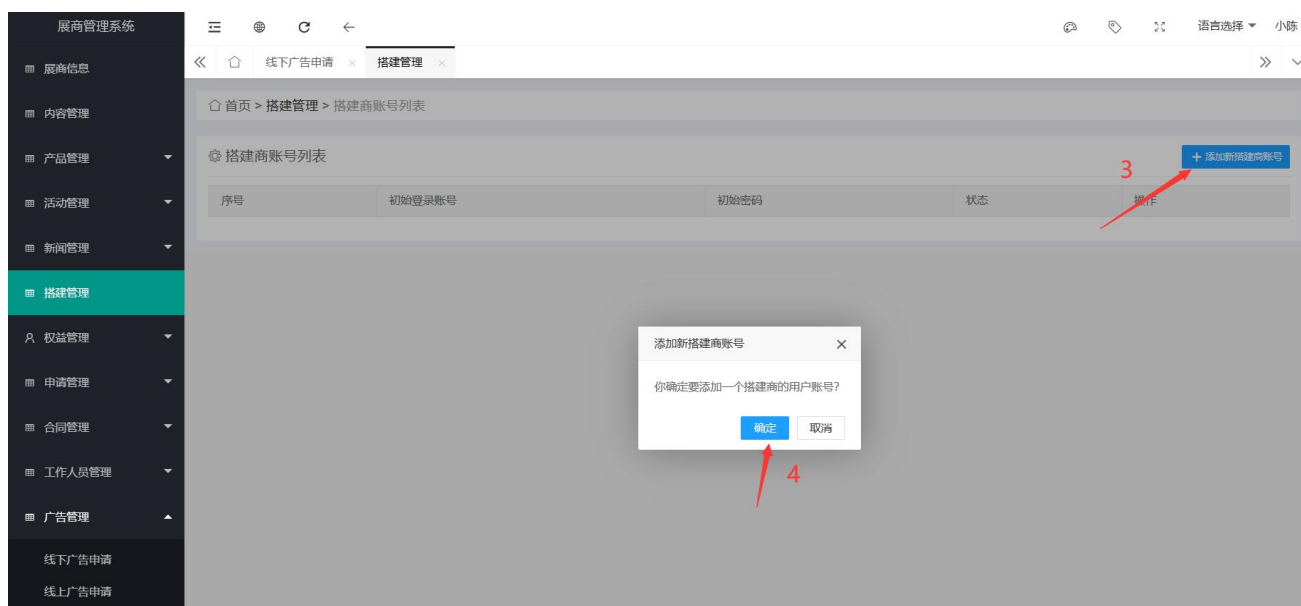 展商管理系统
语言选择 小陈
线下广告申请 搭建管理
首页 > 搭建管理 > 搭建商账号列表
搭建商账号列表
添加新搭建商账号
3
序号 初始登录账号 初始密码 状态 操作
展商信息
内容管理
产品管理
活动管理
新闻管理
搭建管理
权益管理
申请管理
合同管理
工作人员管理
广告管理
线下广告申请
线上广告申请
添加新搭建商账号
你确定要添加一个搭建商的用户账号?
确定 取消
4